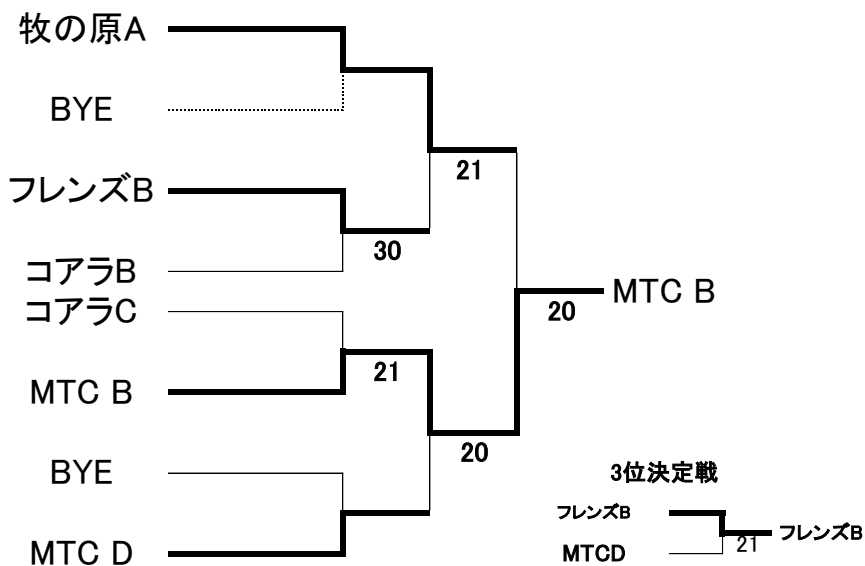 牧の原A
BYE
21
フレンズB
30
コアラB
コアラC
MTC B
20
21
MTC B
20
BYE
3位決定戦
フレンズB
フレンズB
21
MTCD
MTC D